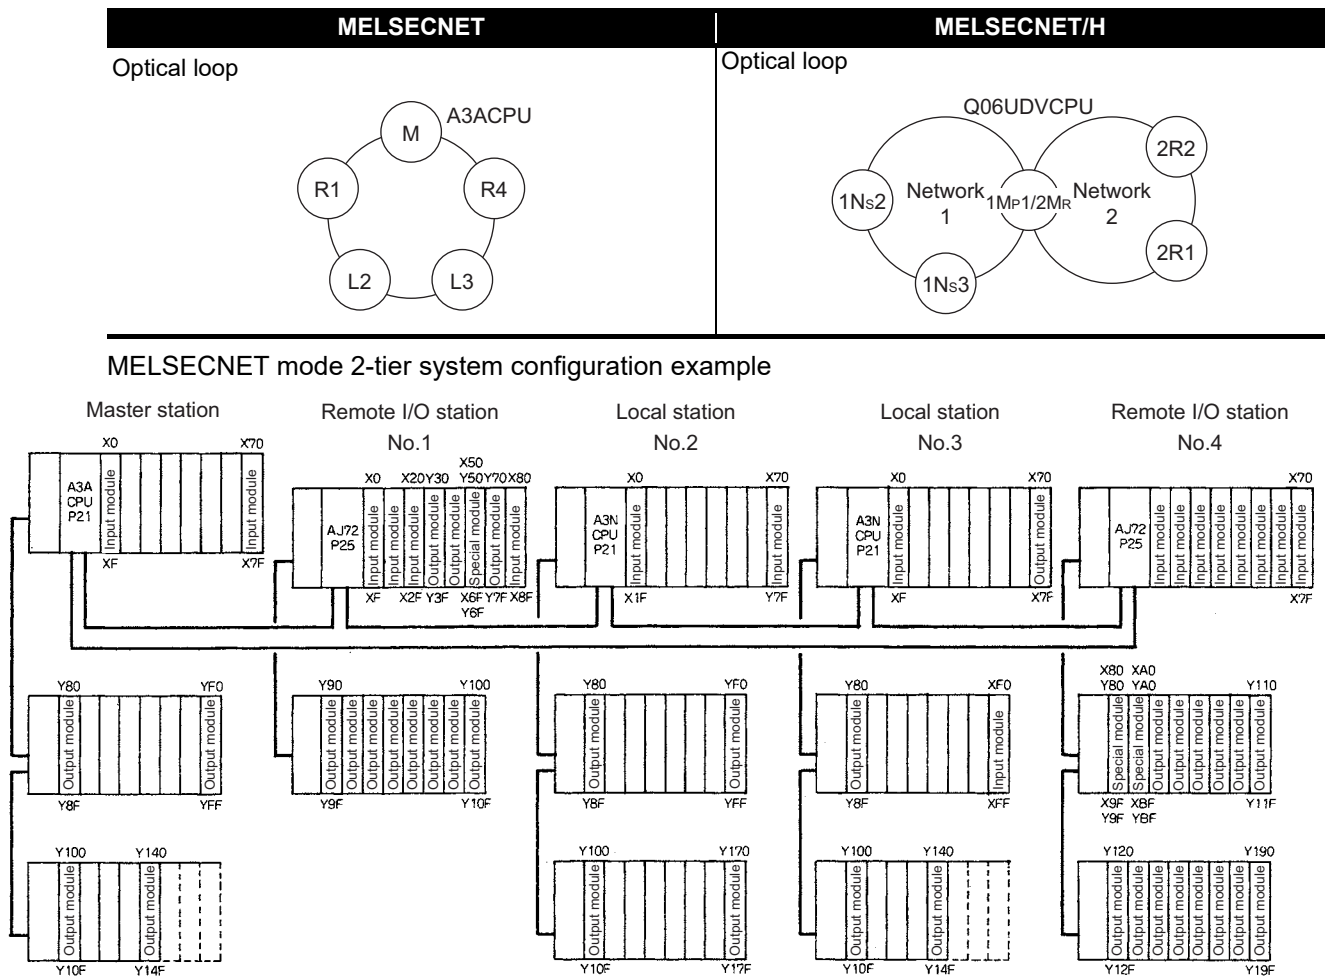 MELSECNET
MELSECNET/H
Optical loop
Optical loop
M
A3ACPU
R1
R4
L2
L3
Q06UDVCPU
2R2
1Ns2
Network 1
1MP1/2MR
Network 2
2R1
1Ns3
MELSECNET mode 2-tier system configuration example
Master station
Remote I/O station No.1
Local station No.2
Local station No.3
Remote I/O station No.4
X0 X70
A3A CPU P21
Input module
Input module
XF X7F
X0 X20 Y30 X50 Y50 Y70 X80
AJ72 P25
Input module
Input module
Input module
Output module
Output module
Special module
Output module
Input module
XF X2F Y3F X6F Y6F Y7F X8F
X0 X70
A3N CPU P21
Input module
Input module
X1F Y7F
X0 X70
A3N CPU P21
Input module
Output module
XF X7F
X70
AJ72 P25
Input module
Input module
Input module
Input module
Input module
Input module
Input module
Input module
X7F
Y80 YF0
Output module
Output module
Y8F YFF
Y90 Y100
Output module
Output module
Output module
Output module
Output module
Output module
Output module
Output module
Y9F Y10F
Y80 YF0
Output module
Output module
Y8F YFF
Y80 XF0
Output module
Input module
Y8F XFF
X80 XA0
Y80 YA0 Y110
Special module
Special module
Output module
Output module
Output module
Output module
Output module
Output module
X9F XBF Y11F
Y9F YBF
Y100 Y140
Output module
Output module
Y10F Y14F
Y100 Y170
Output module
Output module
Y10F Y17F
Y100 Y140
Output module
Output module
Y10F Y14F
Y120 Y190
Output module
Output module
Output module
Output module
Output module
Output module
Output module
Output module
Y12F Y19F